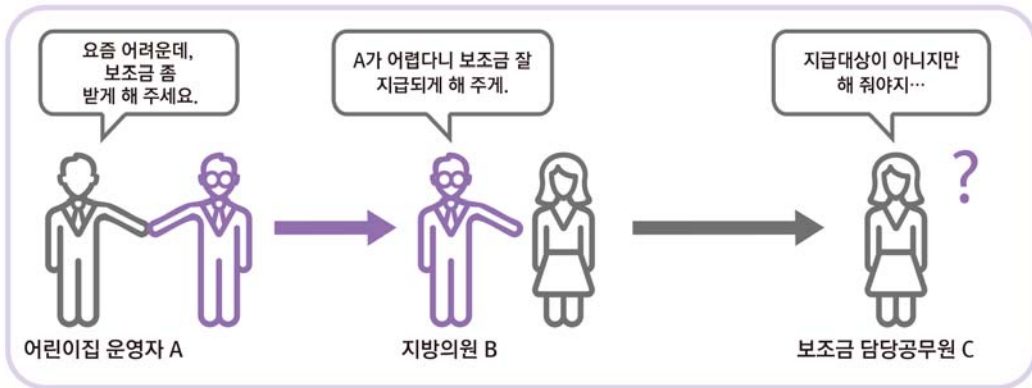 요즘 어려운데,
보조금 좀
받게 해 주세요.
A가 어렵다니 보조금 잘
지급되게 해 주게.
지급대상이 아니지만
해 줘야지…
?
어린이집 운영자 A
지방의원 B
보조금 담당공무원 C